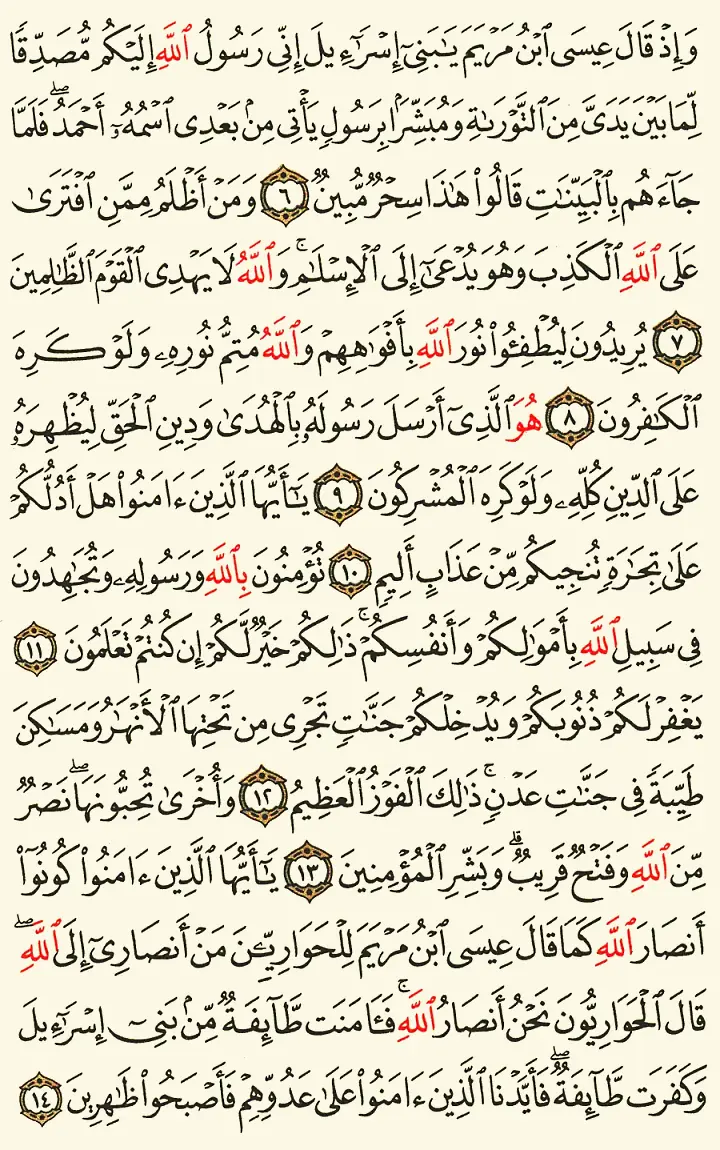 وَإِذْ قَالَ عِيسَى ٱبْنُ مَرْيَمَ يَـٰبَنِىٓ إِسْرَـٰٓءِيلَ إِنِّى رَسُولُ ٱللَّهِ إِلَيْكُم مُّصَدِّقًا
لِّمَا بَيْنَ يَدَىَّ مِنَ ٱلتَّوْرَىٰةِ وَمُبَشِّرًۢا بِرَسُولٍ يَأْتِى مِنۢ بَعْدِى ٱسْمُهُۥٓ أَحْمَدُ ۖ فَلَمَّا
جَآءَهُم بِٱلْبَيِّنَـٰتِ قَالُوا۟ هَـٰذَا سِحْرٌ مُّبِينٌ ٦ وَمَنْ أَظْلَمُ مِمَّنِ ٱفْتَرَىٰ
عَلَى ٱللَّهِ ٱلْكَذِبَ وَهُوَ يُدْعَىٰٓ إِلَى ٱلْإِسْلَـٰمِ ۚ وَٱللَّهُ لَا يَهْدِى ٱلْقَوْمَ ٱلظَّـٰلِمِينَ
٧ يُرِيدُونَ لِيُطْفِـُٔوا۟ نُورَ ٱللَّهِ بِأَفْوَٰهِهِمْ وَٱللَّهُ مُتِمُّ نُورِهِۦ وَلَوْ كَرِهَ
ٱلْكَـٰفِرُونَ ٨ هُوَ ٱلَّذِىٓ أَرْسَلَ رَسُولَهُۥ بِٱلْهُدَىٰ وَدِينِ ٱلْحَقِّ لِيُظْهِرَهُۥ
عَلَى ٱلدِّينِ كُلِّهِۦ وَلَوْ كَرِهَ ٱلْمُشْرِكُونَ ٩ يَـٰٓأَيُّهَا ٱلَّذِينَ ءَامَنُوا۟ هَلْ أَدُلُّكُمْ
عَلَىٰ تِجَـٰرَةٍ تُنجِيكُم مِّنْ عَذَابٍ أَلِيمٍ ١٠ تُؤْمِنُونَ بِٱللَّهِ وَرَسُولِهِۦ وَتُجَـٰهِدُونَ
فِى سَبِيلِ ٱللَّهِ بِأَمْوَٰلِكُمْ وَأَنفُسِكُمْ ۚ ذَٰلِكُمْ خَيْرٌ لَّكُمْ إِن كُنتُمْ تَعْلَمُونَ ١١
يَغْفِرْ لَكُمْ ذُنُوبَكُمْ وَيُدْخِلْكُمْ جَنَّـٰتٍ تَجْرِى مِن تَحْتِهَا ٱلْأَنْهَـٰرُ وَمَسَـٰكِنَ
طَيِّبَةً فِى جَنَّـٰتِ عَدْنٍ ۚ ذَٰلِكَ ٱلْفَوْزُ ٱلْعَظِيمُ ١٢ وَأُخْرَىٰ تُحِبُّونَهَا ۖ نَصْرٌ
مِّنَ ٱللَّهِ وَفَتْحٌ قَرِيبٌ ۗ وَبَشِّرِ ٱلْمُؤْمِنِينَ ١٣ يَـٰٓأَيُّهَا ٱلَّذِينَ ءَامَنُوا۟ كُونُوٓا۟
أَنصَارَ ٱللَّهِ كَمَا قَالَ عِيسَى ٱبْنُ مَرْيَمَ لِلْحَوَارِيِّـۧنَ مَنْ أَنصَارِىٓ إِلَى ٱللَّهِ ۖ
قَالَ ٱلْحَوَارِيُّونَ نَحْنُ أَنصَارُ ٱللَّهِ ۚ فَـَٔامَنَت طَّآئِفَةٌ مِّنۢ بَنِىٓ إِسْرَـٰٓءِيلَ
وَكَفَرَت طَّآئِفَةٌ ۖ فَأَيَّدْنَا ٱلَّذِينَ ءَامَنُوا۟ عَلَىٰ عَدُوِّهِمْ فَأَصْبَحُوا۟ ظَـٰهِرِينَ ١٤